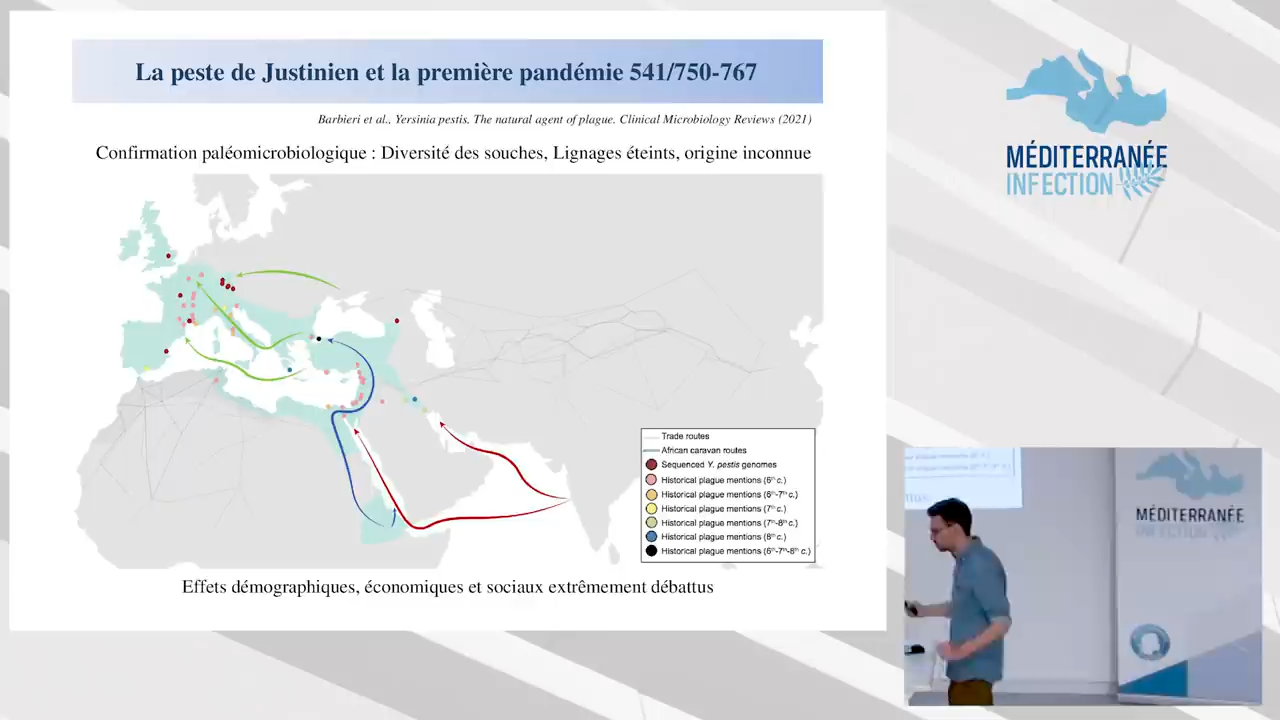 La peste de Justinien et la première pandémie 541/750-767
Barbieri et al., Yersinia pestis. The natural agent of plague. Clinical Microbiology Reviews (2021)
Confirmation paléomicrobiologique : Diversité des souches, Lignages éteints, origine inconnue
Trade routes
African caravan routes
Sequenced Y. pestis genomes
Historical plague mentions (6th c.)
Historical plague mentions (6th-7th c.)
Historical plague mentions (7th c.)
Historical plague mentions (7th-8th c.)
Historical plague mentions (8th c.)
Historical plague mentions (6th-7th-8th c.)
Effets démographiques, économiques et sociaux extrêmement débattus
MÉDITERRANÉE
INFECTION
MÉDITERRANÉE
INFECTION